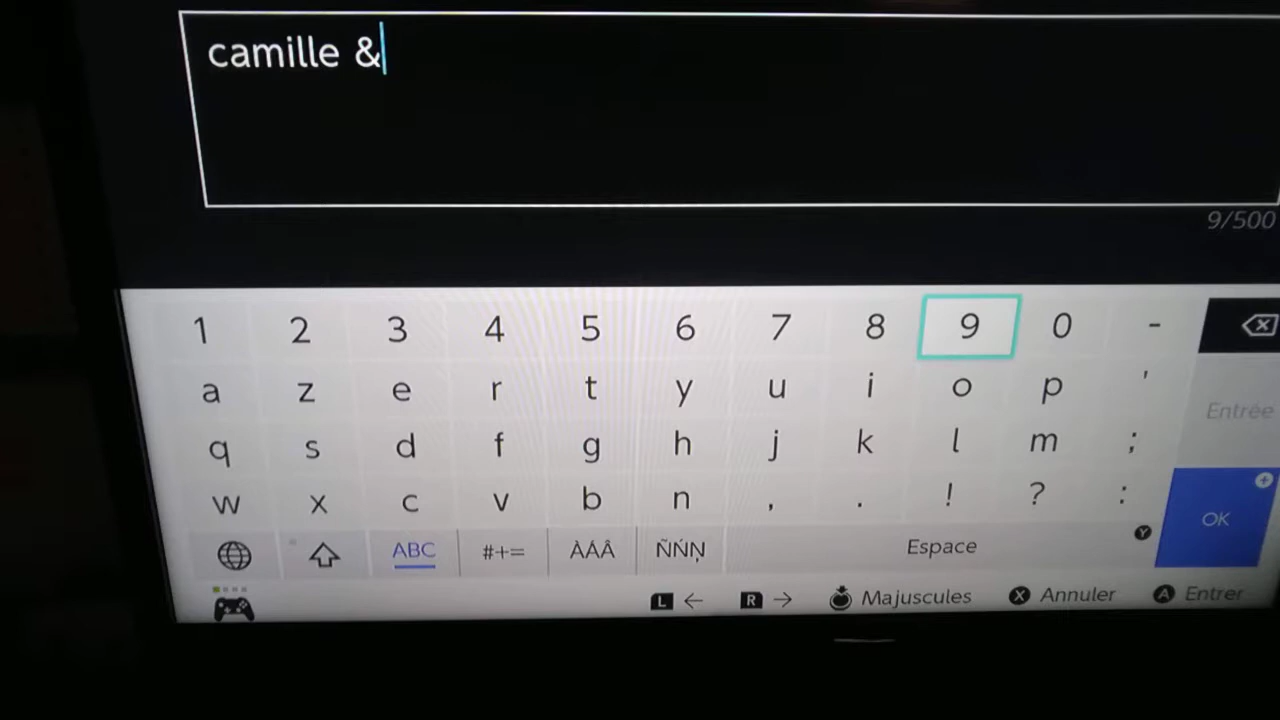 camille &
9/500
1 2 3 4 5 6 7 8 9 0 -
a z e r t y u i o p '
Entrée
q s d f g h j k l m ;
w x c v b n , . ! ? :
OK
ABC #+= ÀÁÂ ÑŃŅ Espace Y
L ← R → Majuscules X Annuler A Entrer